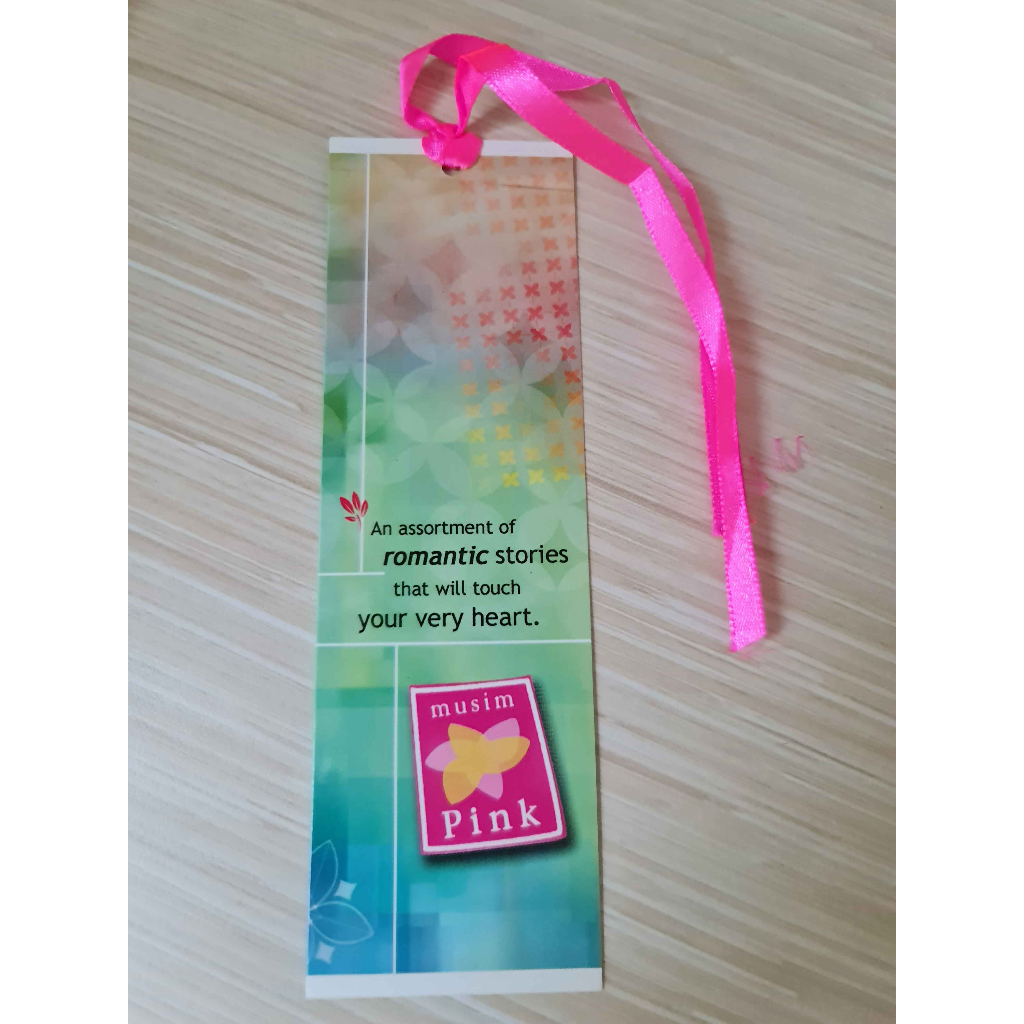 An assortment of
romantic stories
that will touch
your very heart.
musim
Pink